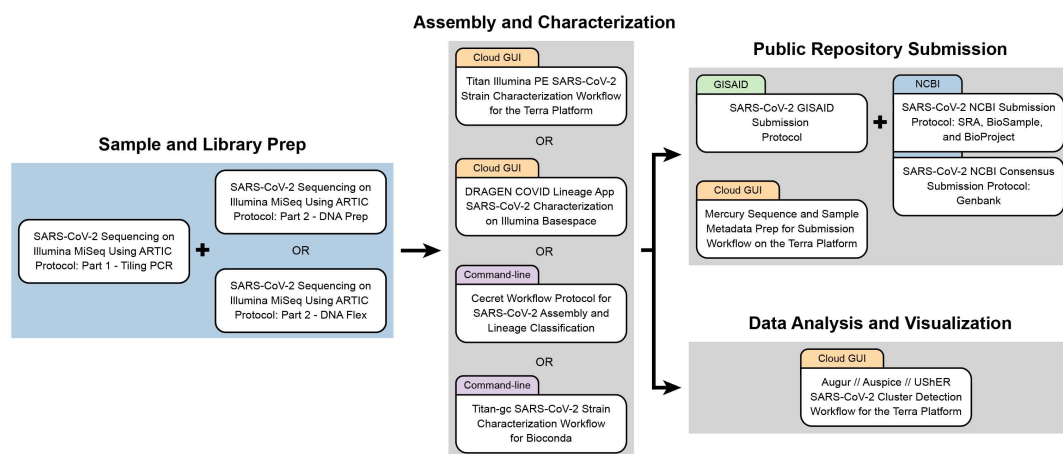 Sample and Library Prep
SARS-CoV-2 Sequencing on
Illumina MiSeq Using ARTIC
Protocol: Part 1 - Tiling PCR
+
SARS-CoV-2 Sequencing on
Illumina MiSeq Using ARTIC
Protocol: Part 2 - DNA Prep
OR
SARS-CoV-2 Sequencing on
Illumina MiSeq Using ARTIC
Protocol: Part 2 - DNA Flex
Assembly and Characterization
Cloud GUI
Titan Illumina PE SARS-CoV-2
Strain Characterization Workflow
for the Terra Platform
OR
Cloud GUI
DRAGEN COVID Lineage App
SARS-CoV-2 Characterization
on Illumina Basespace
OR
Command-line
Cecret Workflow Protocol for
SARS-CoV-2 Assembly and
Lineage Classification
OR
Command-line
Titan-gc SARS-CoV-2 Strain
Characterization Workflow
for Bioconda
Public Repository Submission
GISAID
SARS-CoV-2 GISAID
Submission
Protocol
+
NCBI
SARS-CoV-2 NCBI Submission
Protocol: SRA, BioSample,
and BioProject
SARS-CoV-2 NCBI Consensus
Submission Protocol:
Genbank
Cloud GUI
Mercury Sequence and Sample
Metadata Prep for Submission
Workflow on the Terra Platform
Data Analysis and Visualization
Cloud GUI
Augur // Auspice // UShER
SARS-CoV-2 Cluster Detection
Workflow for the Terra Platform